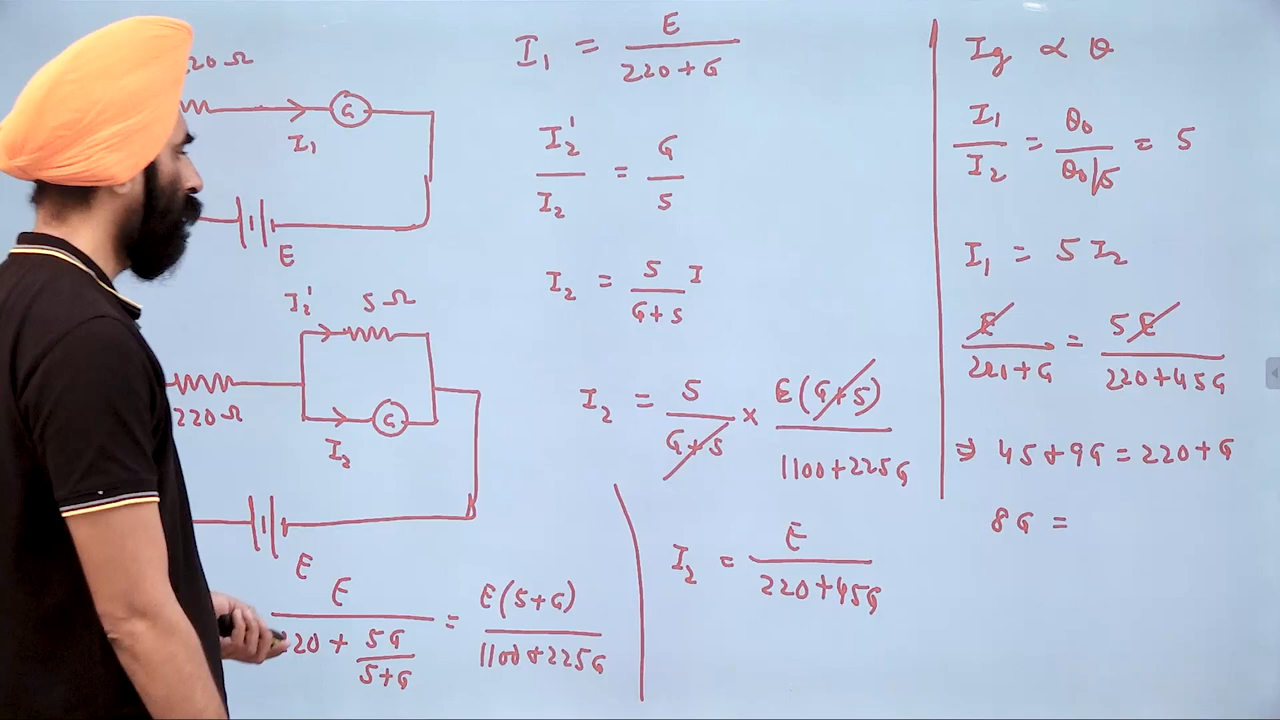 20 Ω
G
I₁
E
I₂' 5 Ω
G
220 Ω
I₂
E
E / (20 + 5G/(5+G)) = E(5+G) / (1100+225G)
I₁ = E / (220+G)
I₂' / I₂ = G / 5
I₂ = 5 / (G+5) I
I₂ = 5 / (G+5) × E(G+5) / (1100+225G)
I₂ = E / (220+45G)
Ig ∝ θ
I₁ / I₂ = θ₀ / (θ₀/5) = 5
I₁ = 5 I₂
E / (220+G) = 5E / (220+45G)
⇒ 45+9G = 220+G
8G =